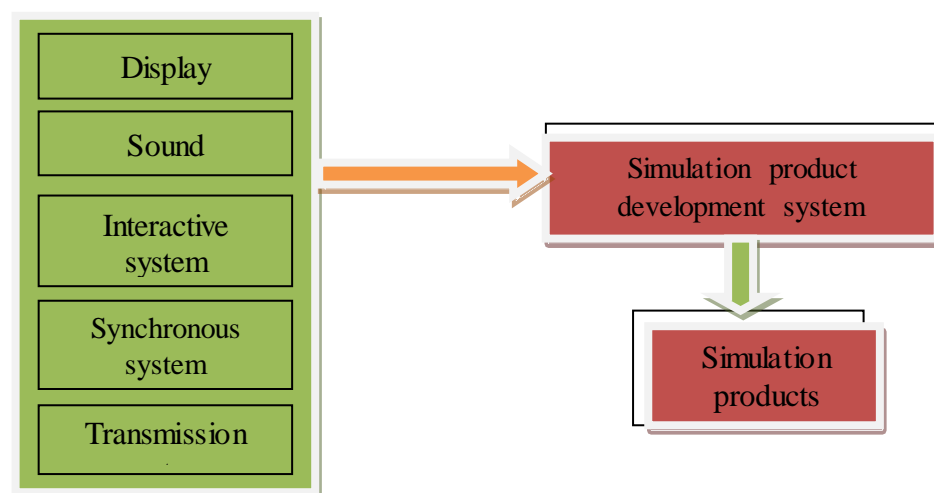 Display
Sound
Interactive
system
Synchronous
system
Transmission
Simulation product
development system
Simulation
products